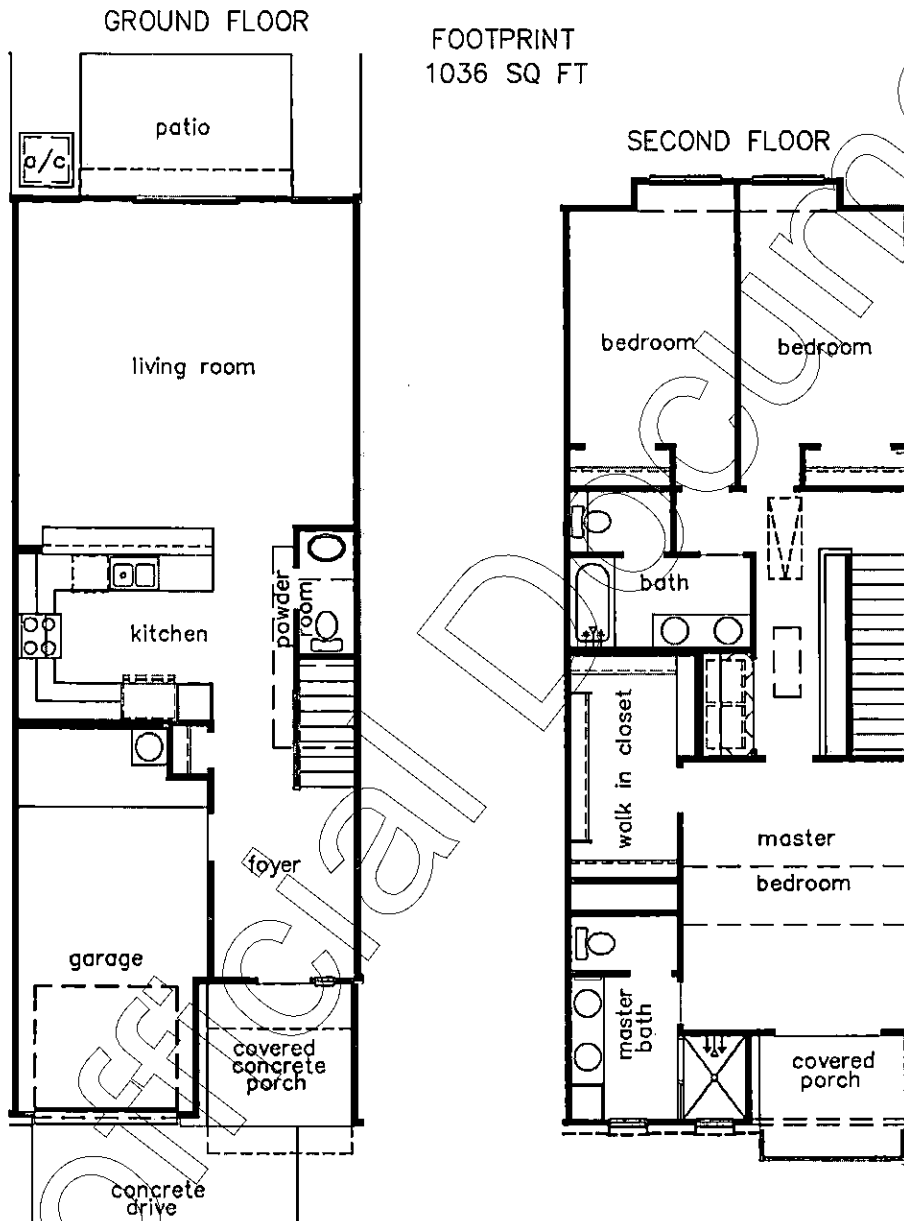 GROUND FLOOR
FOOTPRINT
1036 SQ FT
patio
a/c
living room
powder
room
kitchen
foyer
garage
covered
concrete
porch
concrete
drive
SECOND FLOOR
bedroom
bedroom
bath
walk in closet
master
bedroom
master
bath
covered
porch